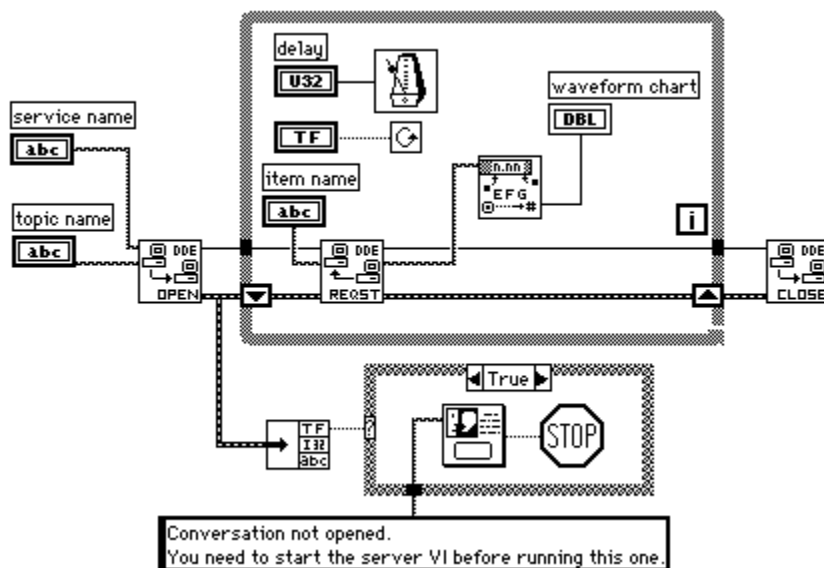 delay
U32
waveform chart
DBL
service name
abc
TF
n.nn
EFG
#
item name
abc
topic name
abc
i
DDE
OPEN
DDE
REQST
DDE
CLOSE
True
TF
I32
abc
?
STOP
Conversation not opened.
You need to start the server VI before running this one.